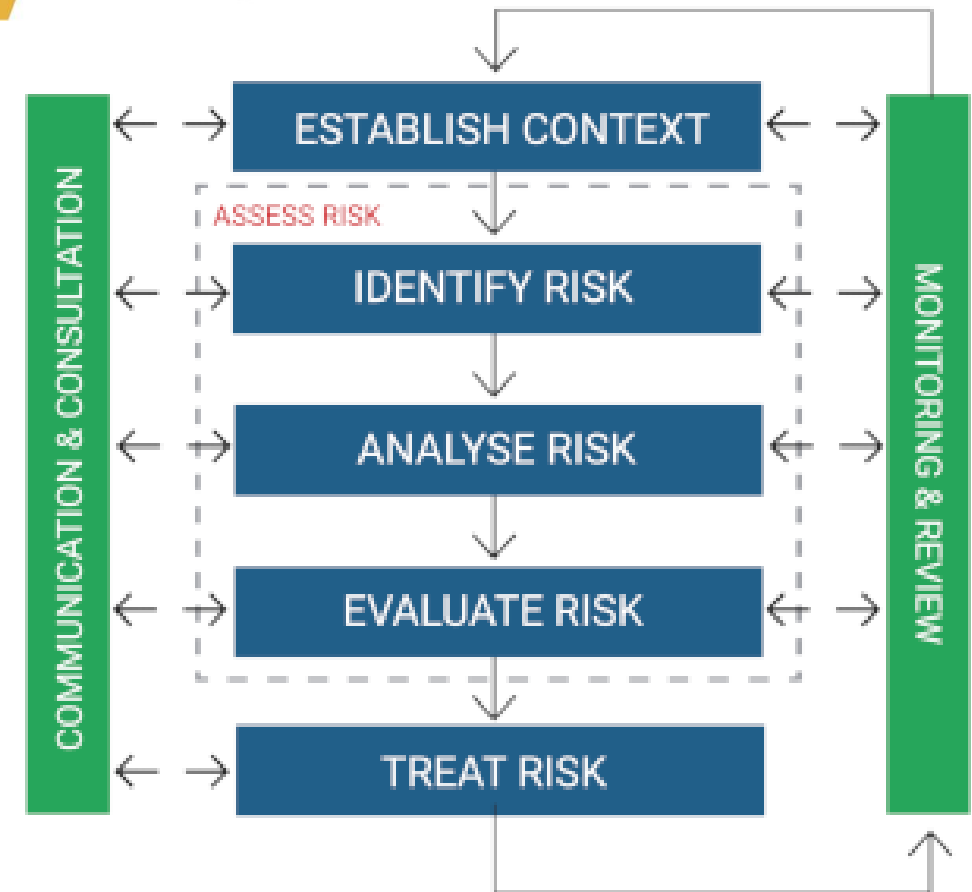 ESTABLISH CONTEXT
ASSESS RISK
IDENTIFY RISK
ANALYSE RISK
EVALUATE RISK
TREAT RISK
COMMUNICATION & CONSULTATION
MONITORING & REVIEW